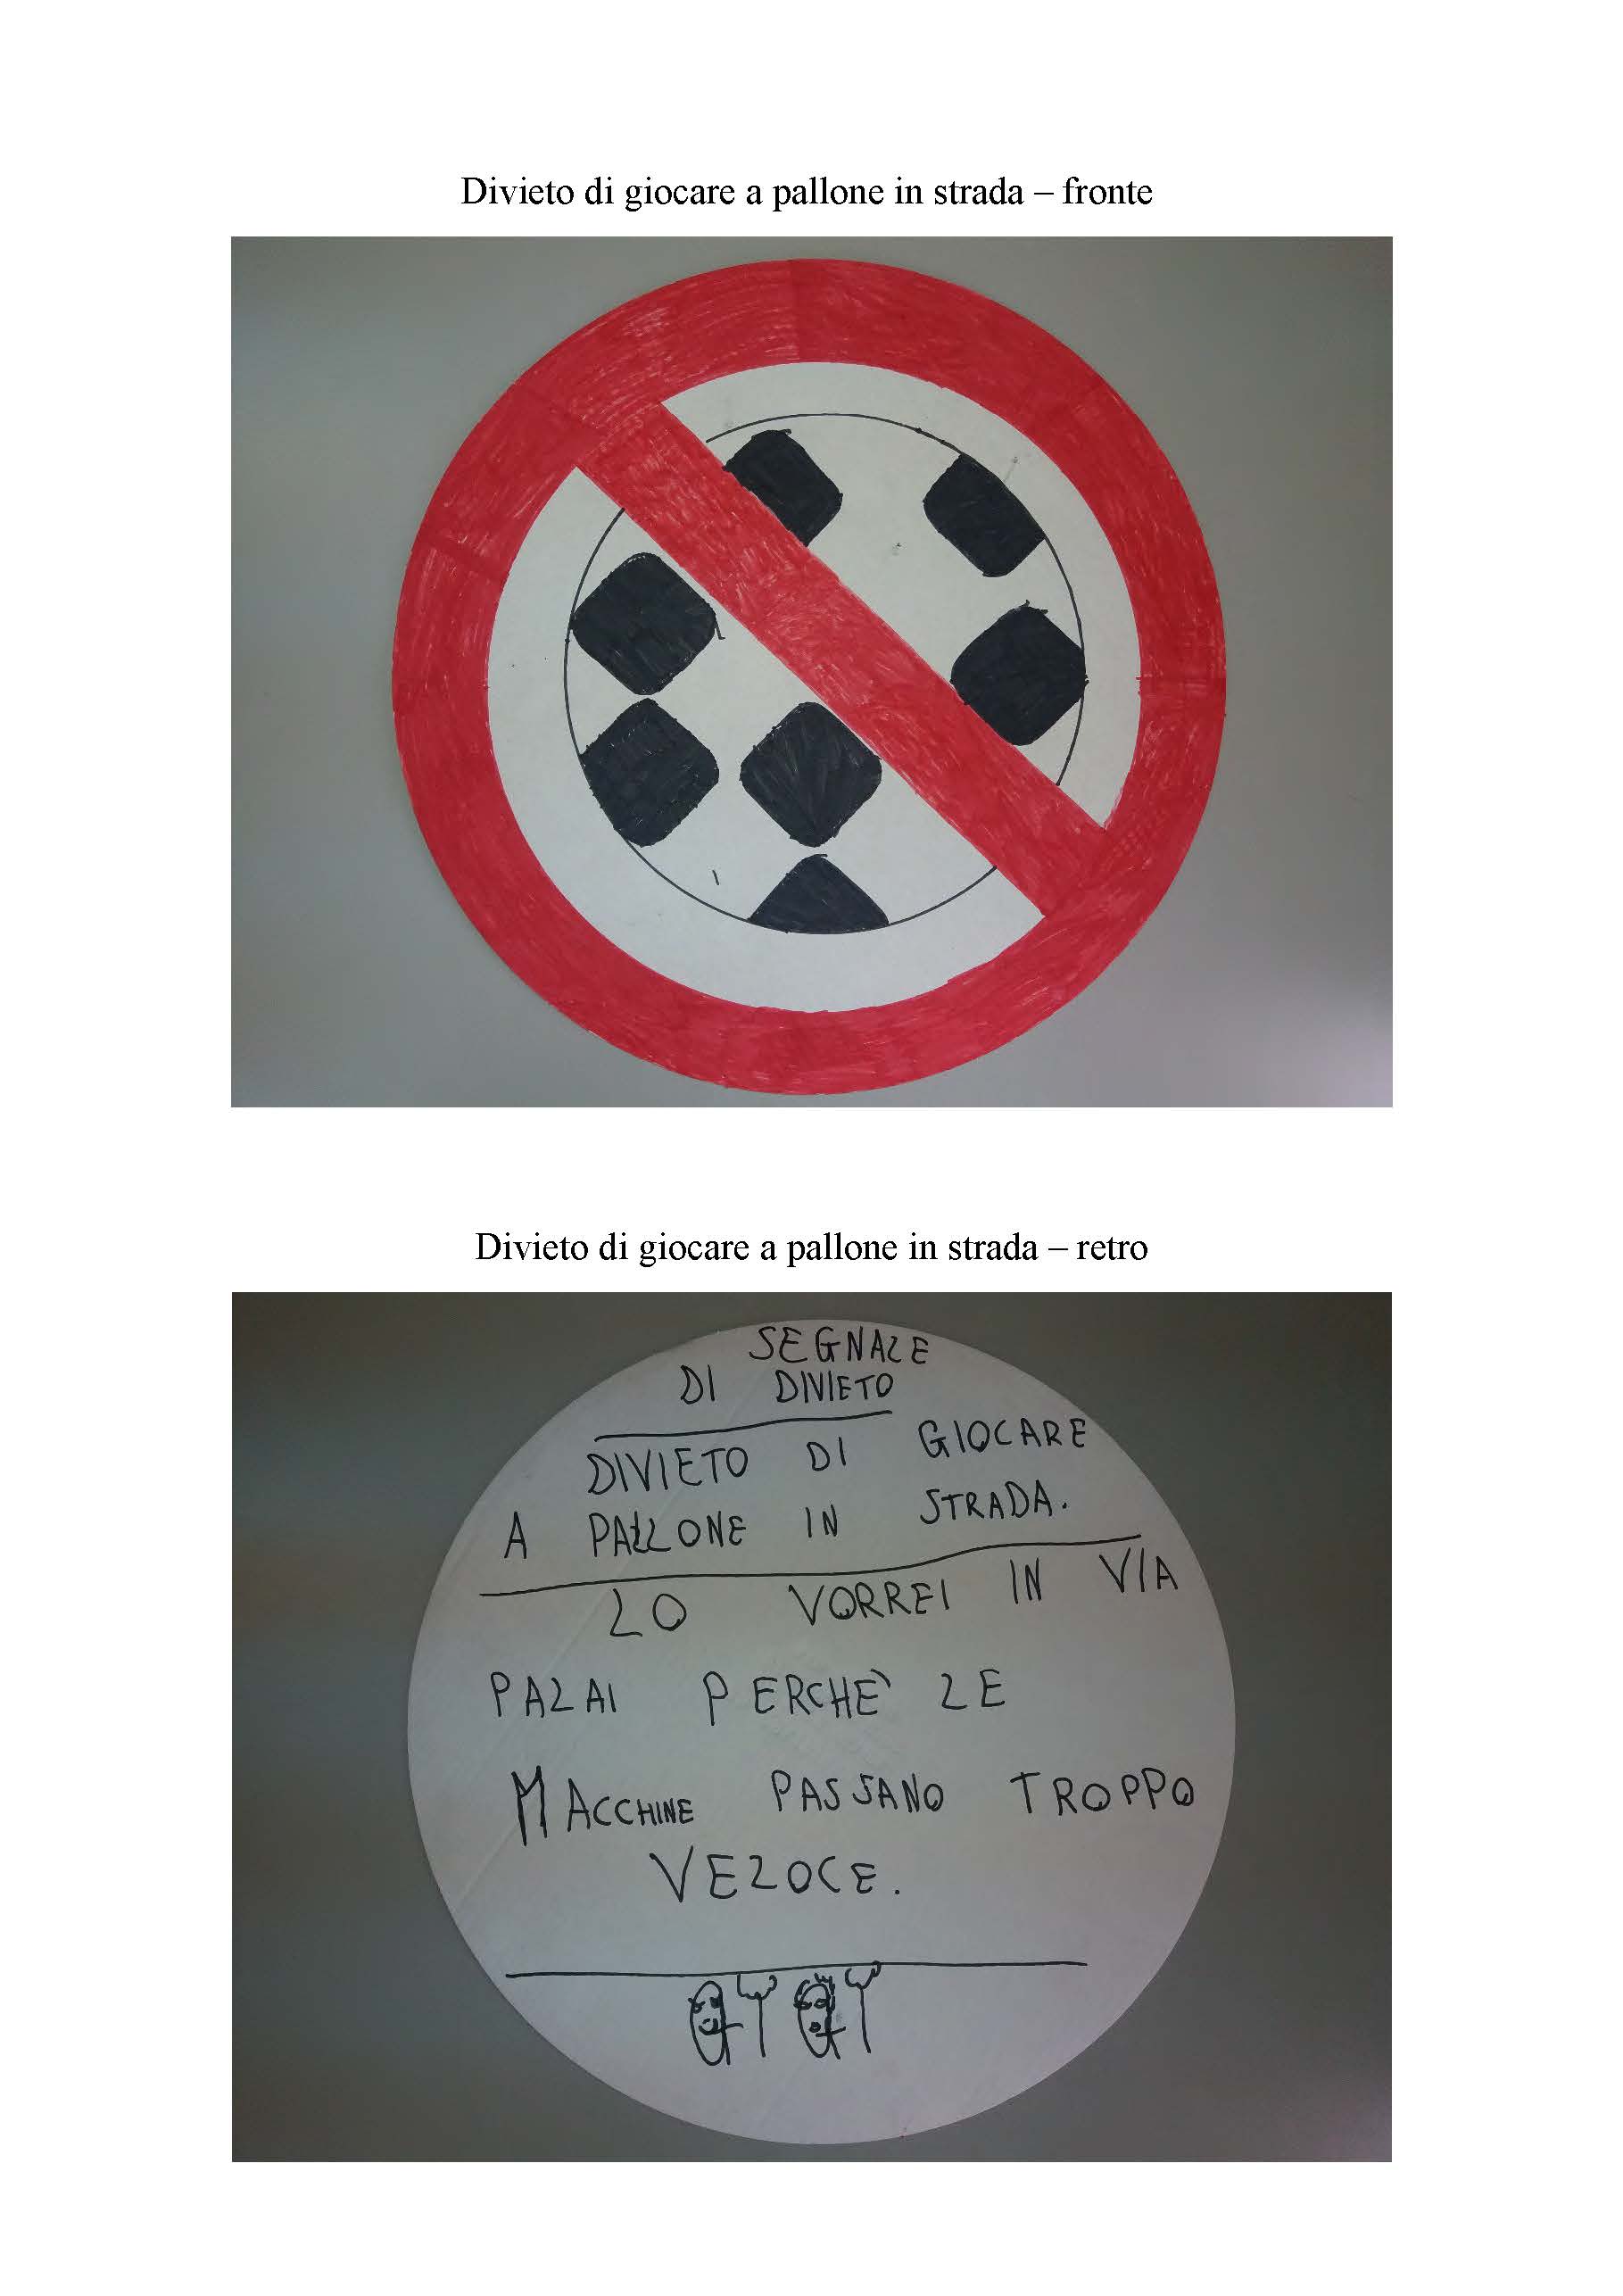 Divieto di giocare a pallone in strada – fronte
Divieto di giocare a pallone in strada – retro
SEGNALE
DI DIVIETO
DIVIETO DI GIOCARE
A PALLONE IN STRADA.
LO VORREI IN VIA
PALAI PERCHÈ LE
MACCHINE PASSANO TROPPO
VELOCE.